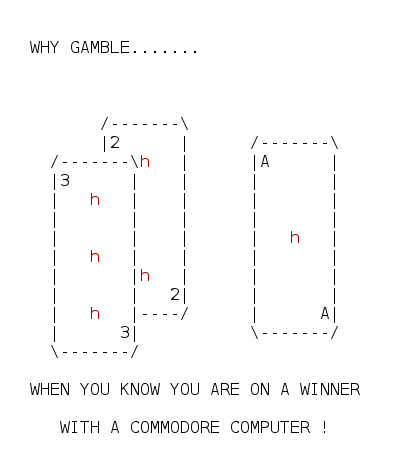 WHY GAMBLE.......
/-------\
|2      |      /-------\
/-------\h   |      |A      |
|3      |    |      |       |
|   h   |    |      |       |
|       |    |      |       |
|       |    |      |   h   |
|   h   |    |      |       |
|       |h   |      |       |
|       |   2|      |       |
|   h   |----/      |      A|
|      3|           \-------/
\-------/
WHEN YOU KNOW YOU ARE ON A WINNER
WITH A COMMODORE COMPUTER !